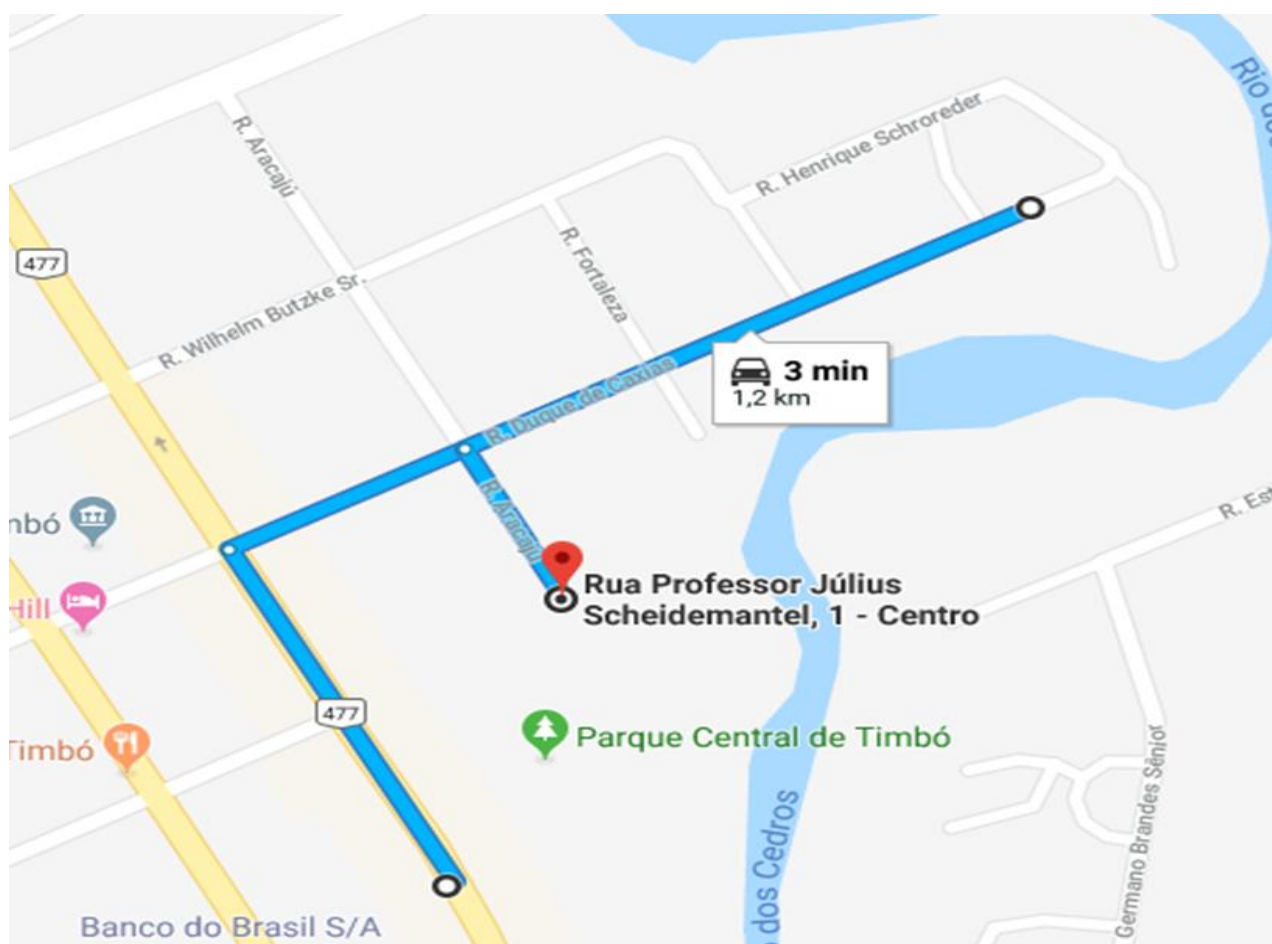 Rio dos
R. Aracajú
R. Henrique Schroreder
477
R. Fortaleza
R. Wilhelm Butzke Sr.
3 min
1,2 km
R. Duque de Caxias
R. Aracajú
R. Est
nbó
Hill
Rua Professor Július
Scheidemantel, 1 - Centro
477
Timbó
Parque Central de Timbó
Germano Brandes Sênior
dos Cedros
Banco do Brasil S/A